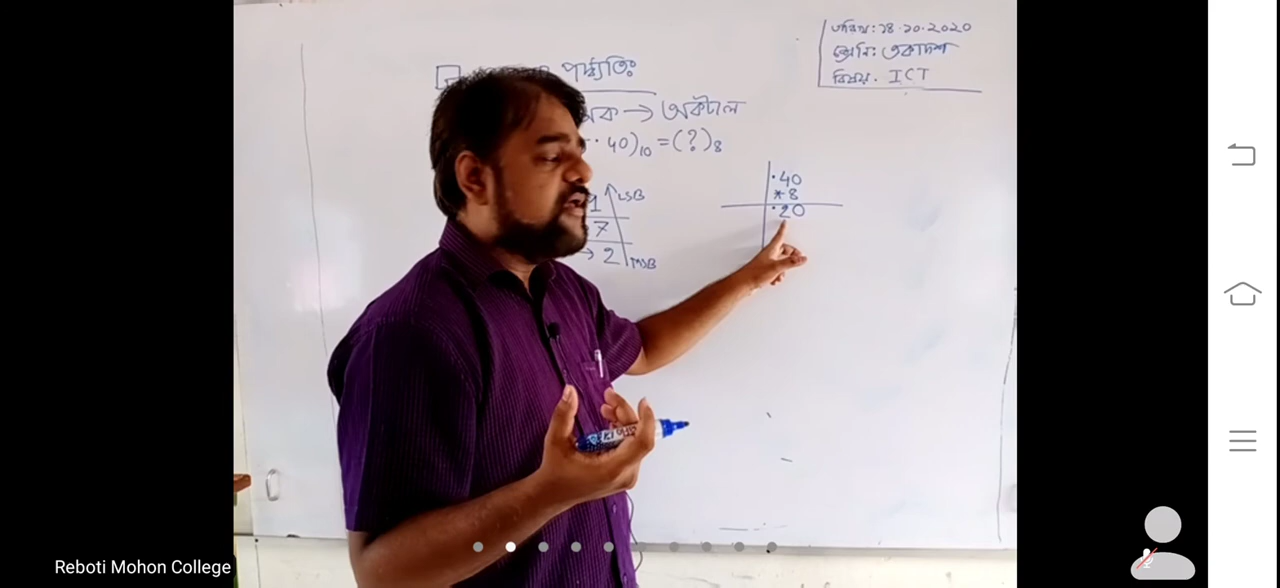 তারিখ: ১৪.১০.২০২০
শ্রেনি: একাদশ
বিষয়. ICT
পদ্ধতিঃ
মিক → অকটাল
. 40)10 = (?)8
1 LSB
7
→ 2 MSB
.40
*8
.20
Reboti Mohon College